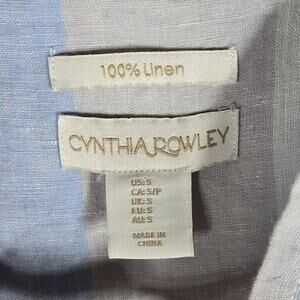 100% Linen
CYNTHIA ROWLEY
US: S
CA: S/P
UK: S
EU: S
AU: S
MADE IN
CHINA